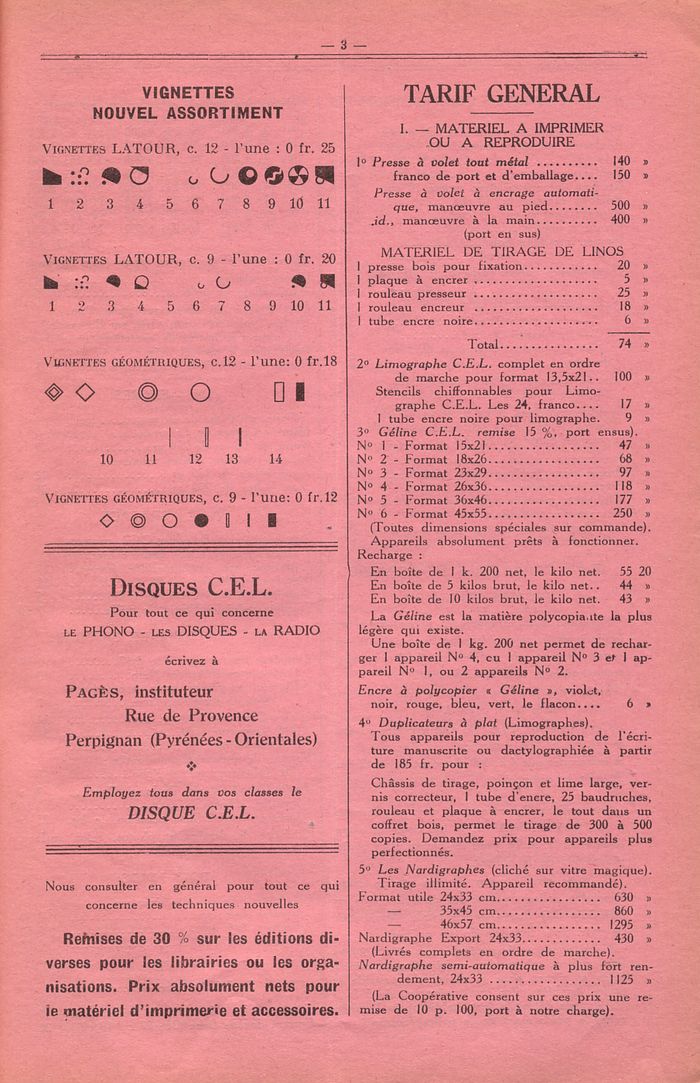 — 3 —
VIGNETTES
NOUVEL ASSORTIMENT
VIGNETTES LATOUR, c. 12 - l'une : 0 fr. 25
1 2 3 4 5 6 7 8 9 10 11
VIGNETTES LATOUR, c. 9 - l'une : 0 fr. 20
1 2 3 4 5 6 7 8 9 10 11
VIGNETTES GÉOMÉTRIQUES, c.12 - l'une: 0 fr.18
10 11 12 13 14
VIGNETTES GÉOMÉTRIQUES, c. 9 - l'une: 0 fr.12
DISQUES C.E.L.
Pour tout ce qui concerne
LE PHONO - LES DISQUES - LA RADIO
écrivez à
PAGÈS, instituteur
Rue de Provence
Perpignan (Pyrénées-Orientales)
Employez tous dans vos classes le
DISQUE C.E.L.
Nous consulter en général pour tout ce qui
concerne les techniques nouvelles
Remises de 30 % sur les éditions di-
verses pour les librairies ou les orga-
nisations. Prix absolument nets pour
le matériel d'imprimerie et accessoires.
TARIF GENERAL
I. — MATERIEL A IMPRIMER
OU A REPRODUIRE
1º Presse à volet tout métal .......... 140 »
franco de port et d'emballage.... 150 »
Presse à volet à encrage automati-
que, manœuvre au pied........ 500 »
id., manœuvre à la main.......... 400 »
(port en sus)
MATERIEL DE TIRAGE DE LINOS
1 presse bois pour fixation............ 20 »
1 plaque à encrer .................... 5 »
1 rouleau presseur .................... 25 »
1 rouleau encreur .................... 18 »
1 tube encre noire.................... 6 »
Total................ 74 »
2º Limographe C.E.L. complet en ordre
de marche pour format 13,5x21.. 100 »
Stencils chiffonnables pour Limo-
graphe C.E.L. Les 24, franco.... 17 »
1 tube encre noire pour limographe. 9 »
3º Géline C.E.L. remise 15 %, port ensus).
Nº 1 - Format 15x21.................. 47 »
Nº 2 - Format 18x26.................. 68 »
Nº 3 - Format 23x29.................. 97 »
Nº 4 - Format 26x36.................. 118 »
Nº 5 - Format 36x46.................. 177 »
Nº 6 - Format 45x55.................. 250 »
(Toutes dimensions spéciales sur commande).
Appareils absolument prêts à fonctionner.
Recharge :
En boîte de 1 k. 200 net, le kilo net. 55 20
En boîte de 5 kilos brut, le kilo net.. 44 »
En boîte de 10 kilos brut, le kilo net. 43 »
La Géline est la matière polycopiante la plus
légère qui existe.
Une boîte de 1 kg. 200 net permet de rechar-
ger 1 appareil Nº 4, cu 1 appareil Nº 3 et 1 ap-
pareil Nº 1, ou 2 appareils Nº 2.
Encre à polycopier « Géline », violet,
noir, rouge, bleu, vert, le flacon.... 6 »
4º Duplicateurs à plat (Limographes).
Tous appareils pour reproduction de l'écri-
ture manuscrite ou dactylographiée à partir
de 185 fr. pour :
Châssis de tirage, poinçon et lime large, ver-
nis correcteur, 1 tube d'encre, 25 baudruches,
rouleau et plaque à encrer, le tout dans un
coffret bois, permet le tirage de 300 à 500
copies. Demandez prix pour appareils plus
perfectionnés.
5º Les Nardigraphes (cliché sur vitre magique).
Tirage illimité. Appareil recommandé).
Format utile 24x33 cm................ 630 »
— 35x45 cm................ 860 »
— 46x57 cm................ 1295 »
Nardigraphe Export 24x33............ 430 »
(Livrés complets en ordre de marche).
Nardigraphe semi-automatique à plus fort ren-
dement, 24x33 .................. 1125 »
(La Coopérative consent sur ces prix une re-
mise de 10 p. 100, port à notre charge).